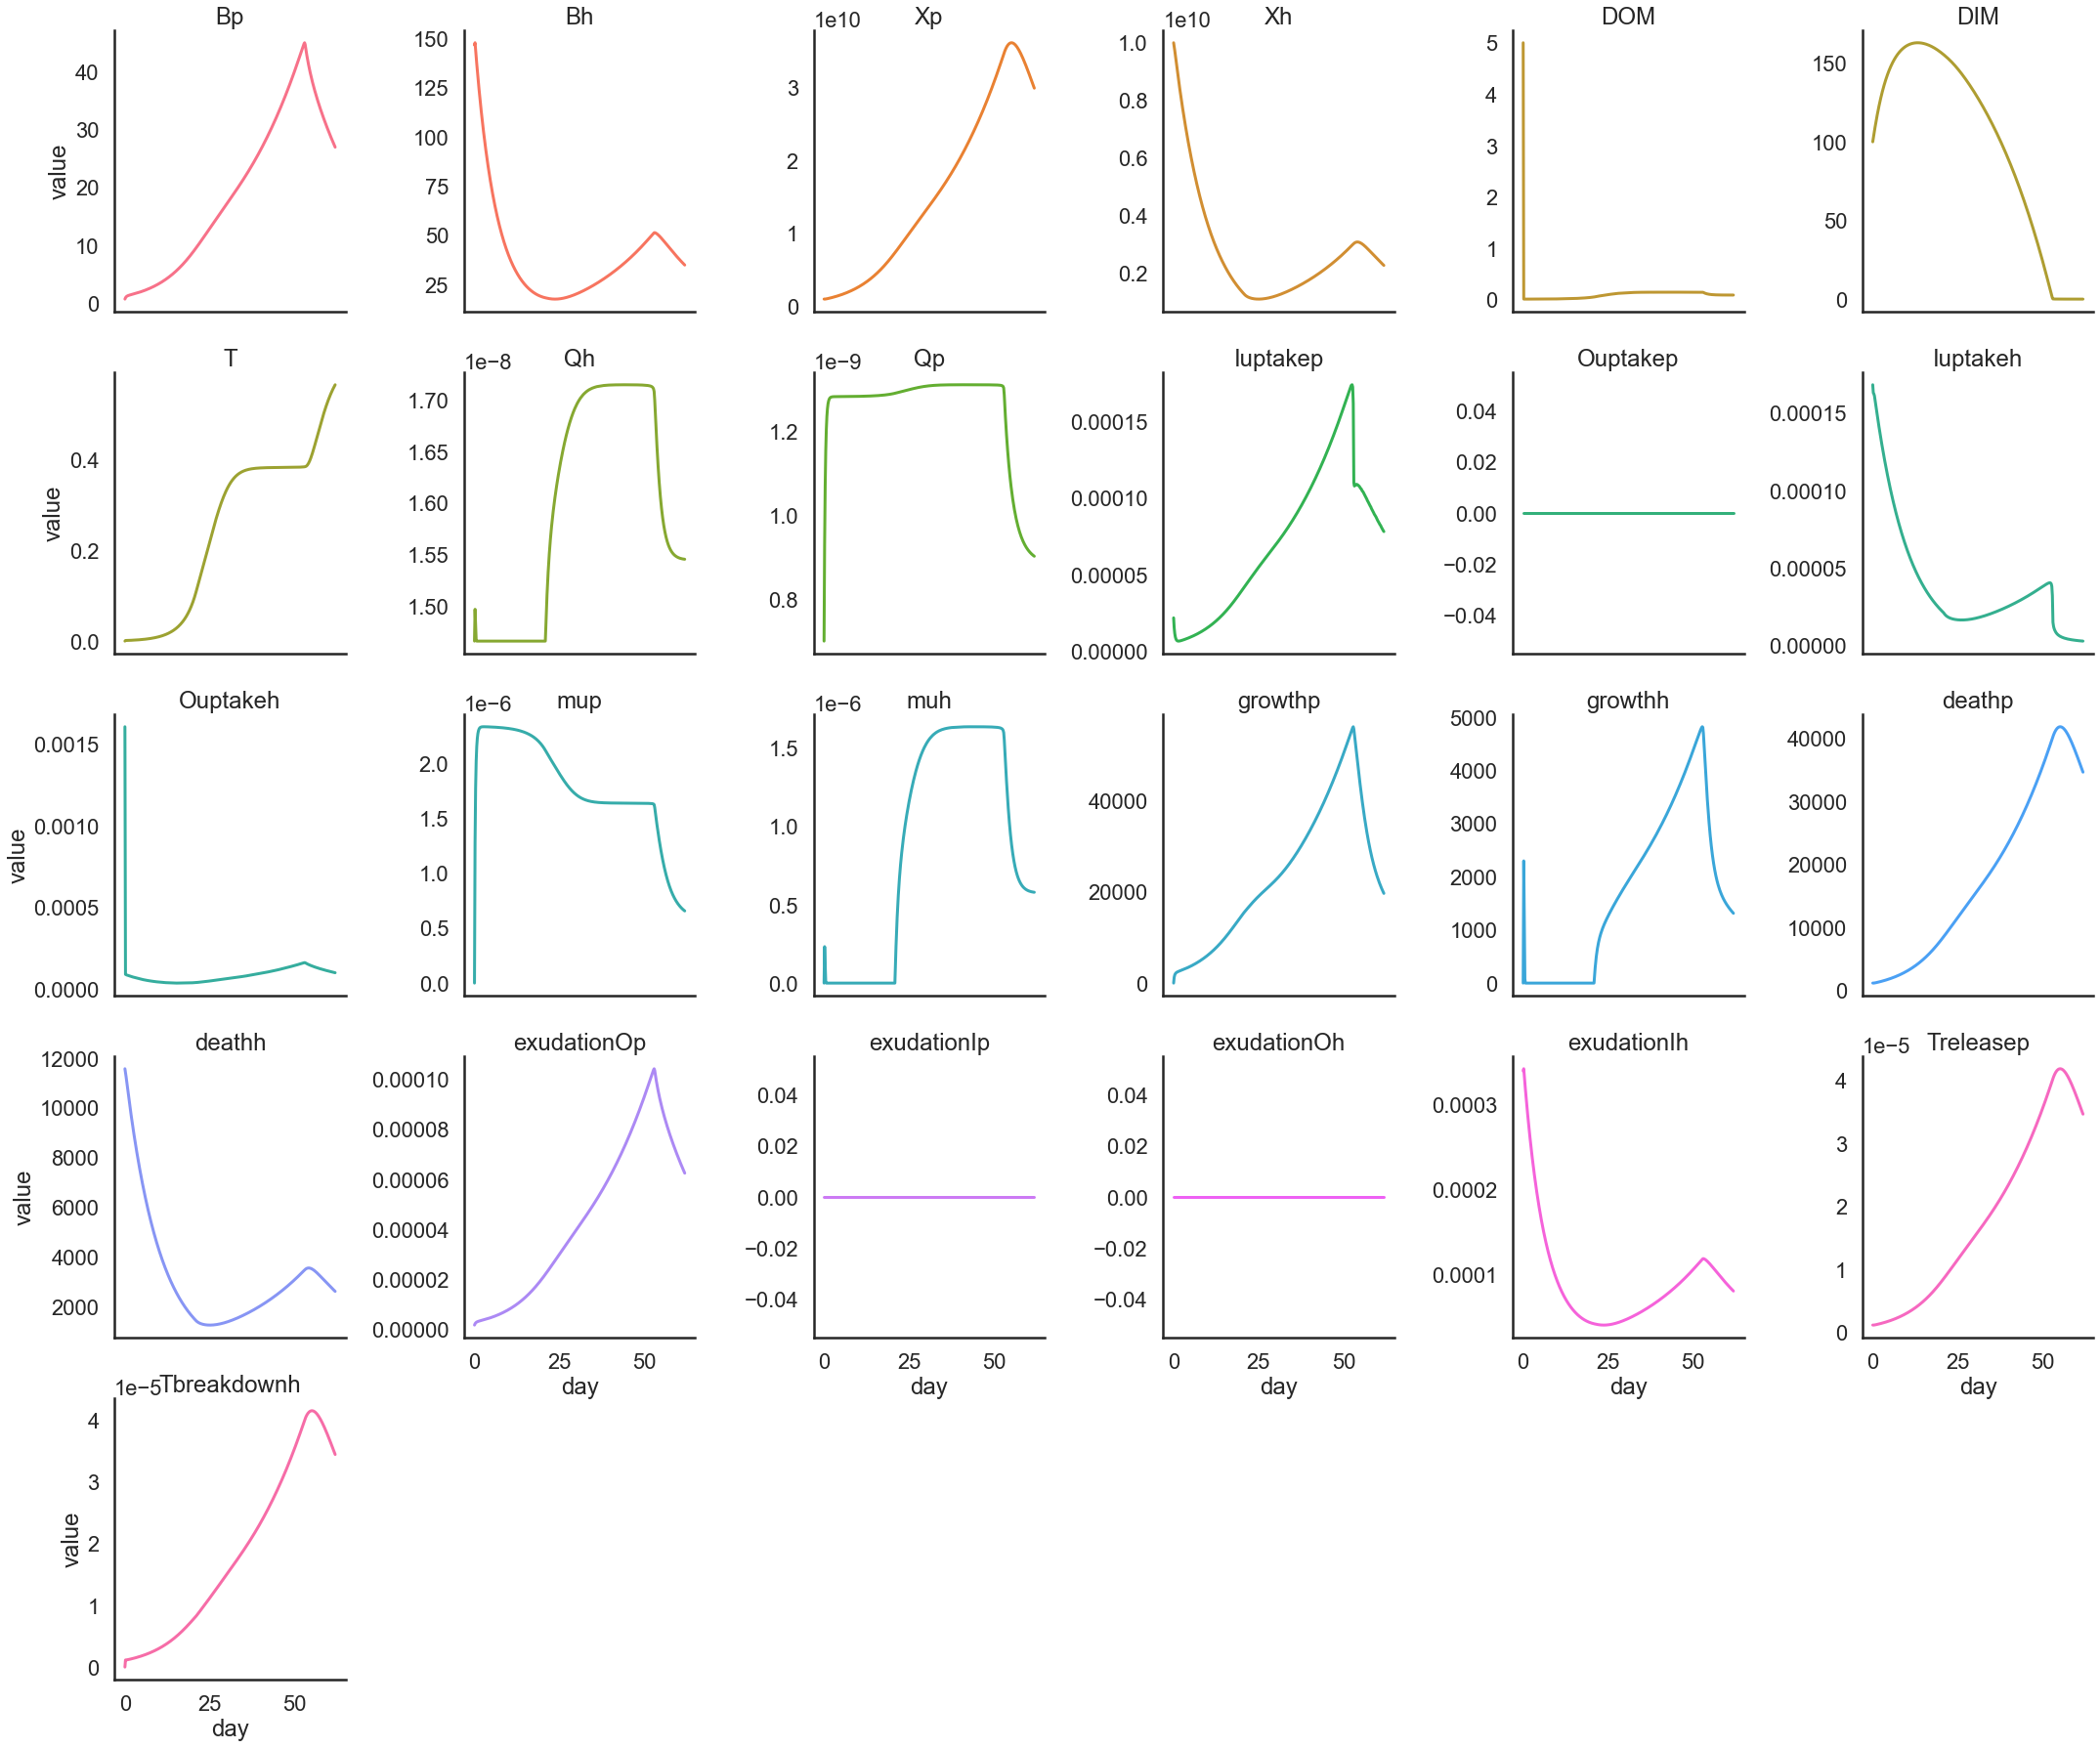 Bp
40
30
20
10
0
value
Bh
150
125
100
75
50
25
1e10
Xp
3
2
1
0
1e10
Xh
1.0
0.8
0.6
0.4
0.2
DOM
5
4
3
2
1
0
DIM
150
100
50
0
T
0.4
0.2
0.0
value
1e−8
Qh
1.70
1.65
1.60
1.55
1.50
1e−9
Qp
1.2
1.0
0.8
Iuptakep
0.00015
0.00010
0.00005
0.00000
Ouptakep
0.04
0.02
0.00
−0.02
−0.04
Iuptakeh
0.00015
0.00010
0.00005
0.00000
Ouptakeh
0.0015
0.0010
0.0005
0.0000
value
1e−6
mup
2.0
1.5
1.0
0.5
0.0
1e−6
muh
1.5
1.0
0.5
0.0
growthp
40000
20000
0
growthh
5000
4000
3000
2000
1000
0
deathp
40000
30000
20000
10000
0
deathh
12000
10000
8000
6000
4000
2000
value
exudationOp
0.00010
0.00008
0.00006
0.00004
0.00002
0.00000
0 25 50
day
exudationIp
0.04
0.02
0.00
−0.02
−0.04
0 25 50
day
exudationOh
0.04
0.02
0.00
−0.02
−0.04
0 25 50
day
exudationIh
0.0003
0.0002
0.0001
0 25 50
day
1e−5
Treleasep
4
3
2
1
0
0 25 50
day
1e−5
Tbreakdownh
4
3
2
1
0
value
0 25 50
day